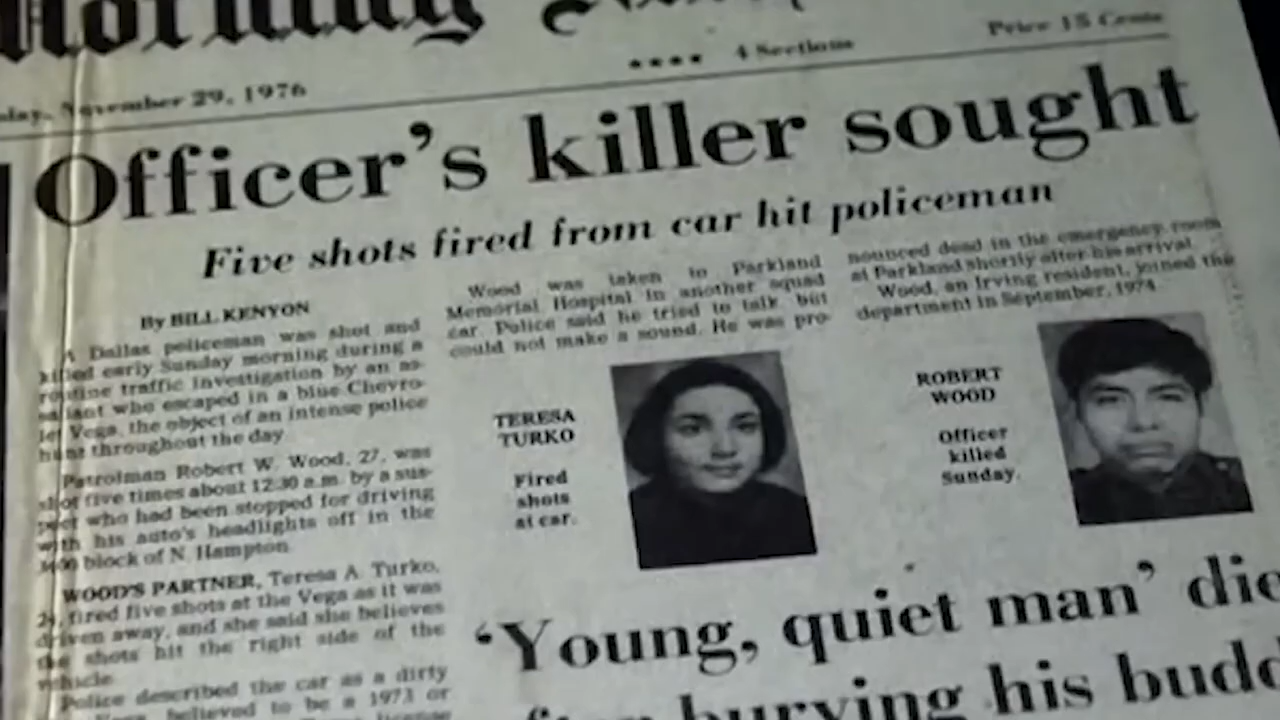 Morning
November 29, 1976
**** 4 Sections
Price 15 Cents
Officer's killer sought
Five shots fired from car hit policeman
By BILL KENYON
A Dallas policeman was shot and
killed early Sunday morning during a
routine traffic investigation by an as-
sailant who escaped in a blue Chevro-
let Vega, the object of an intense police
hunt throughout the day.
Patrolman Robert W. Wood, 27, was
shot five times about 12:30 a.m. by a sus-
pect who had been stopped for driving
with his auto's headlights off in the
3400 block of N. Hampton.
WOOD'S PARTNER, Teresa A. Turko,
24, fired five shots at the Vega as it was
driven away, and she said she believes
the shots hit the right side of the
vehicle.
Police described the car as a dirty
Vega, believed to be a 1973 or
license
Wood was taken to Parkland
Memorial Hospital in another squad
car. Police said he tried to talk but
could not make a sound. He was pro-
nounced dead in the emergency room
at Parkland shortly after his arrival.
Wood, an Irving resident, joined the
department in September, 1974.
TERESA
TURKO
Fired
shots
at car.
ROBERT
WOOD
Officer
killed
Sunday.
'Young, quiet man' die
burying his budd